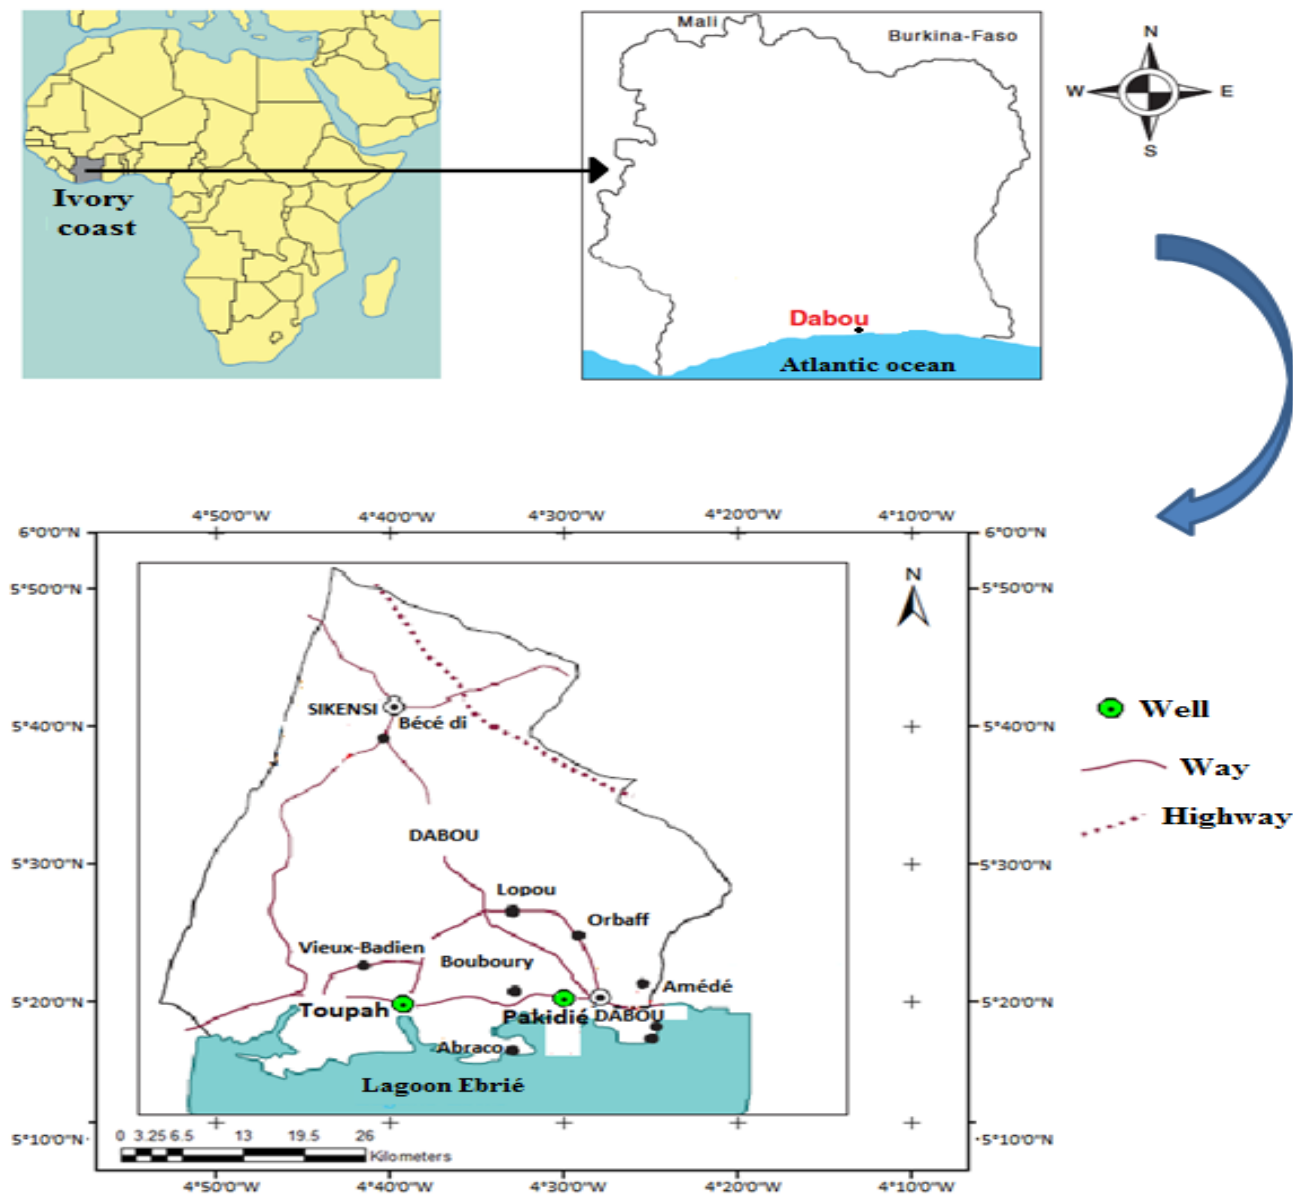 Mali
Burkina-Faso
N
W
E
S
Ivory
coast
Dabou
Atlantic ocean
4°50'0"W 4°40'0"W 4°30'0"W 4°20'0"W 4°10'0"W
6°0'0"N
6°0'0"N
5°50'0"N
5°50'0"N
N
SIKENSI
Bécé di
5°40'0"N
5°40'0"N
Well
Way
Highway
DABOU
5°30'0"N
5°30'0"N
Lopou
Orbaff
Vieux-Badien
Bouboury
Amédé
5°20'0"N
5°20'0"N
Toupah
Pakidié
DABOU
Abraco
Lagoon Ebrié
5°10'0"N
5°10'0"N
0 3.25 6.5 13 19.5 26
Kilometers
4°50'0"W 4°40'0"W 4°30'0"W 4°20'0"W 4°10'0"W